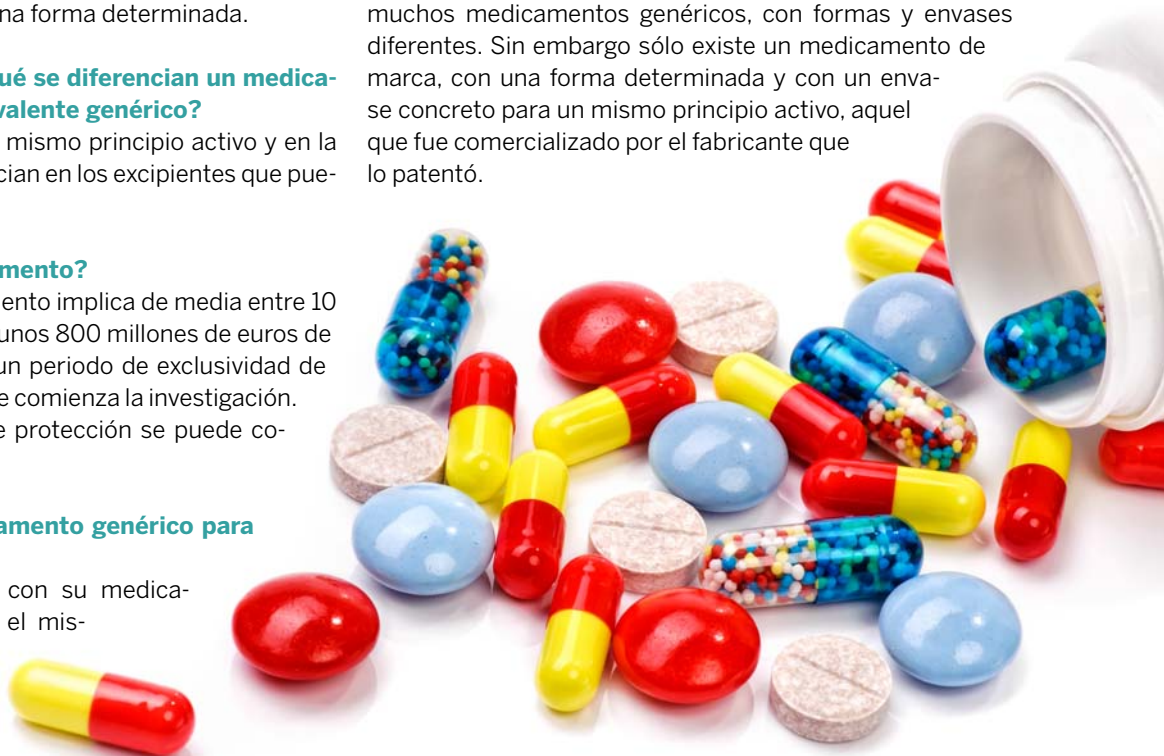 na forma determinada.
ué se diferencian un medica-
valente genérico?
mismo principio activo y en la
cian en los excipientes que pue-
mento?
ento implica de media entre 10
unos 800 millones de euros de
un periodo de exclusividad de
e comienza la investigación.
e protección se puede co-
amento genérico para
con su medica-
el mis-
muchos medicamentos genéricos, con formas y envases
diferentes. Sin embargo sólo existe un medicamento de
marca, con una forma determinada y con un enva-
se concreto para un mismo principio activo, aquel
que fue comercializado por el fabricante que
lo patentó.